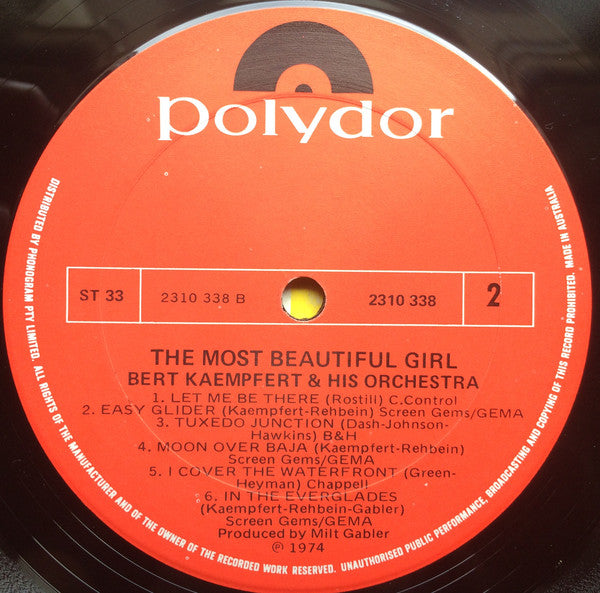 polydor
ST 33
2310 338 B
2310 338
2
THE MOST BEAUTIFUL GIRL
BERT KAEMPFERT & HIS ORCHESTRA
1. LET ME BE THERE (Rostill) C.Control
2. EASY GLIDER (Kaempfert-Rehbein) Screen Gems/GEMA
3. TUXEDO JUNCTION (Dash-Johnson-
Hawkins) B&H
4. MOON OVER BAJA (Kaempfert-Rehbein)
Screen Gems/GEMA
5. I COVER THE WATERFRONT (Green-
Heyman) Chappell
6. IN THE EVERGLADES
(Kaempfert-Rehbein-Gabler)
Screen Gems/GEMA
Produced by Milt Gabler
℗ 1974
DISTRIBUTED BY PHONOGRAM PTY LIMITED. ALL RIGHTS OF THE MANUFACTURER AND OF THE OWNER OF THE RECORDED WORK RESERVED. UNAUTHORISED PUBLIC PERFORMANCE, BROADCASTING AND COPYING OF THIS RECORD PROHIBITED. MADE IN AUSTRALIA